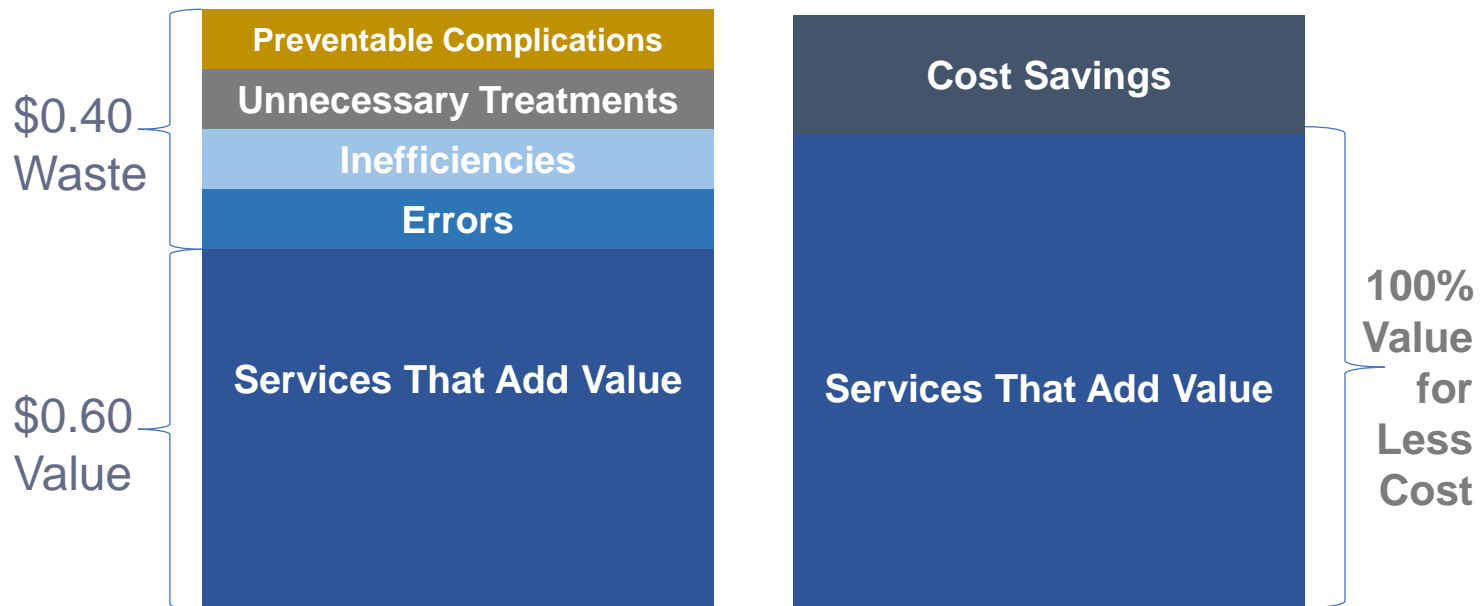 $0.40
Waste
Preventable Complications
Unnecessary Treatments
Inefficiencies
Errors
$0.60
Value
Services That Add Value
Cost Savings
Services That Add Value
100%
Value
for
Less
Cost